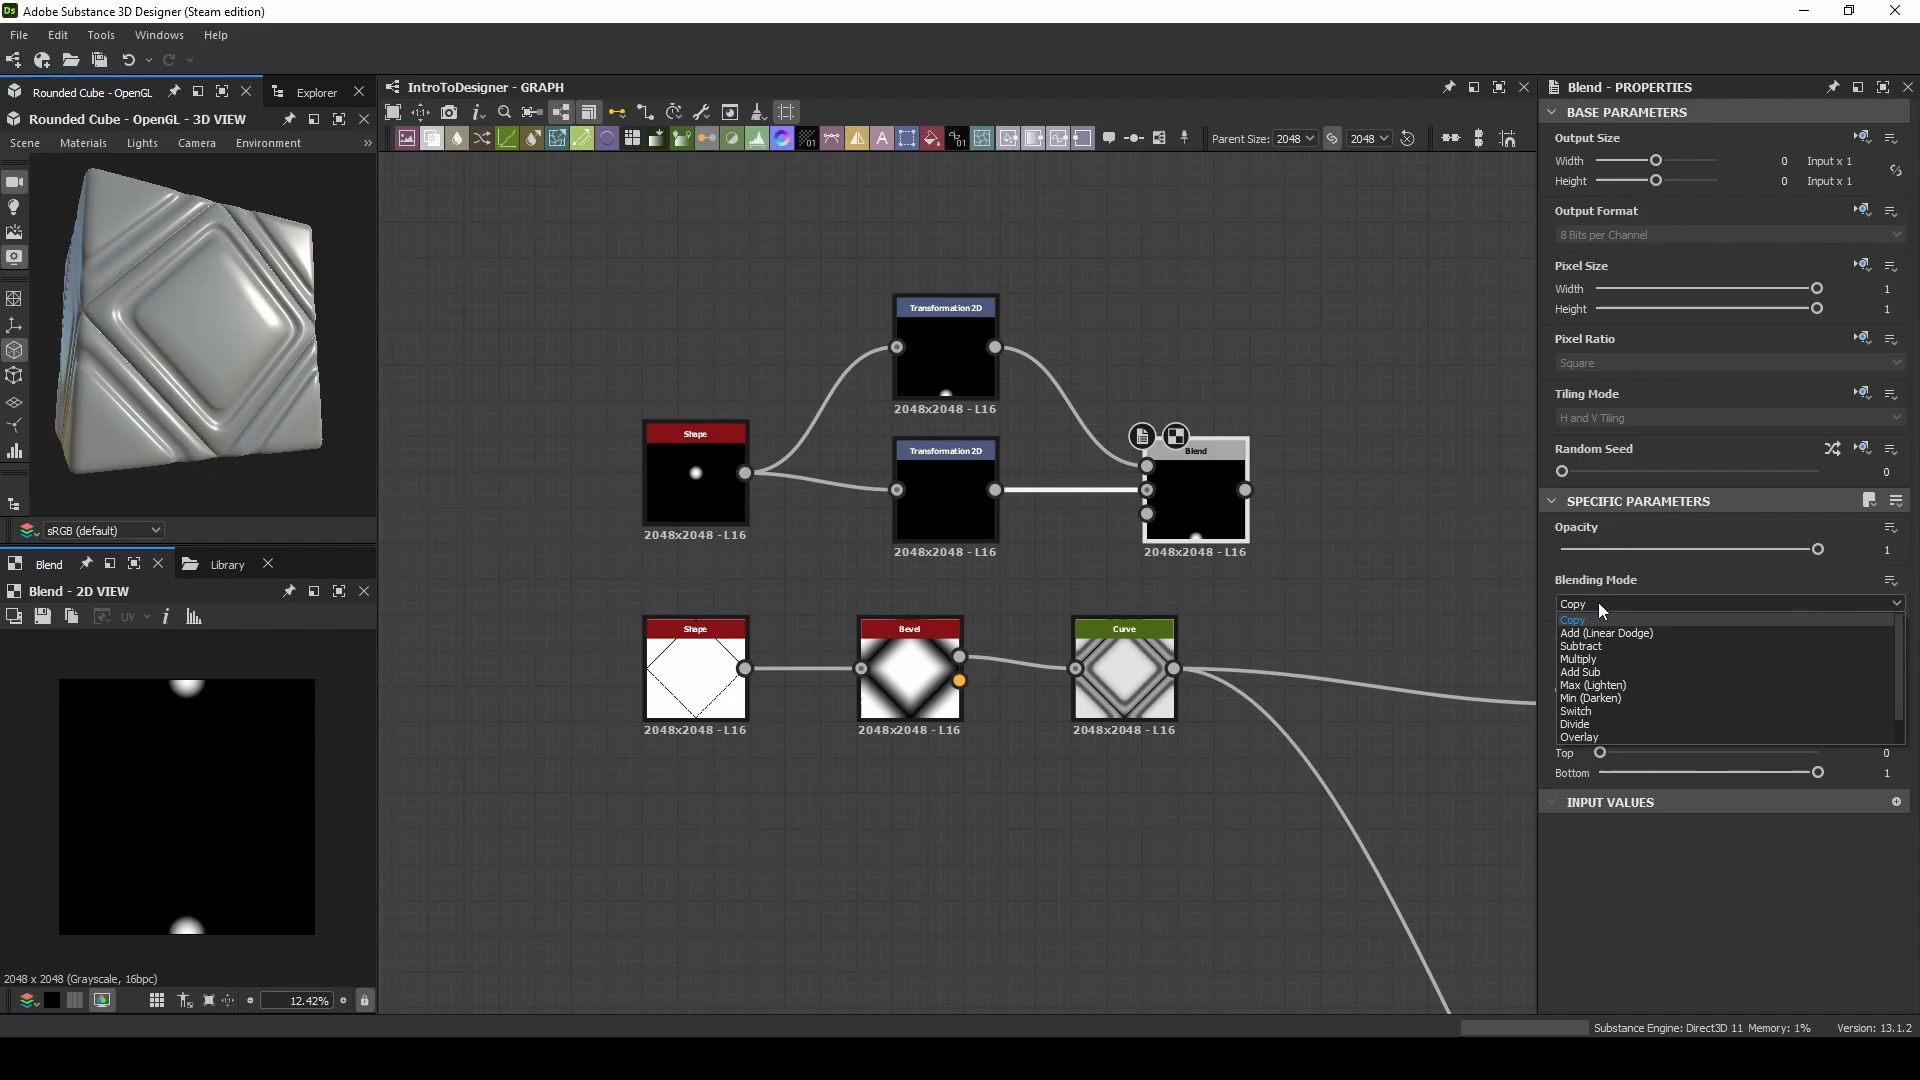 Ds Adobe Substance 3D Designer (Steam edition)
File Edit Tools Windows Help
Rounded Cube - OpenGL
Explorer
Rounded Cube - OpenGL - 3D VIEW
Scene Materials Lights Camera Environment »
sRGB (default)
Blend
Library
Blend - 2D VIEW
UV
2048 x 2048 (Grayscale, 16bpc)
12.42%
IntroToDesigner - GRAPH
Parent Size: 2048 2048
Transformation 2D
2048x2048 - L16
Shape
2048x2048 - L16
Transformation 2D
2048x2048 - L16
Blend
2048x2048 - L16
Shape
2048x2048 - L16
Bevel
2048x2048 - L16
Curve
2048x2048 - L16
Blend - PROPERTIES
BASE PARAMETERS
Output Size
Width 0 Input x 1
Height 0 Input x 1
Output Format
8 Bits per Channel
Pixel Size
Width 1
Height 1
Pixel Ratio
Square
Tiling Mode
H and V Tiling
Random Seed
0
SPECIFIC PARAMETERS
Opacity
1
Blending Mode
Copy
Copy
Add (Linear Dodge)
Subtract
Multiply
Add Sub
Max (Lighten)
Min (Darken)
Switch
Divide
Overlay
Top 0
Bottom 1
INPUT VALUES
Substance Engine: Direct3D 11 Memory: 1% Version: 13.1.2